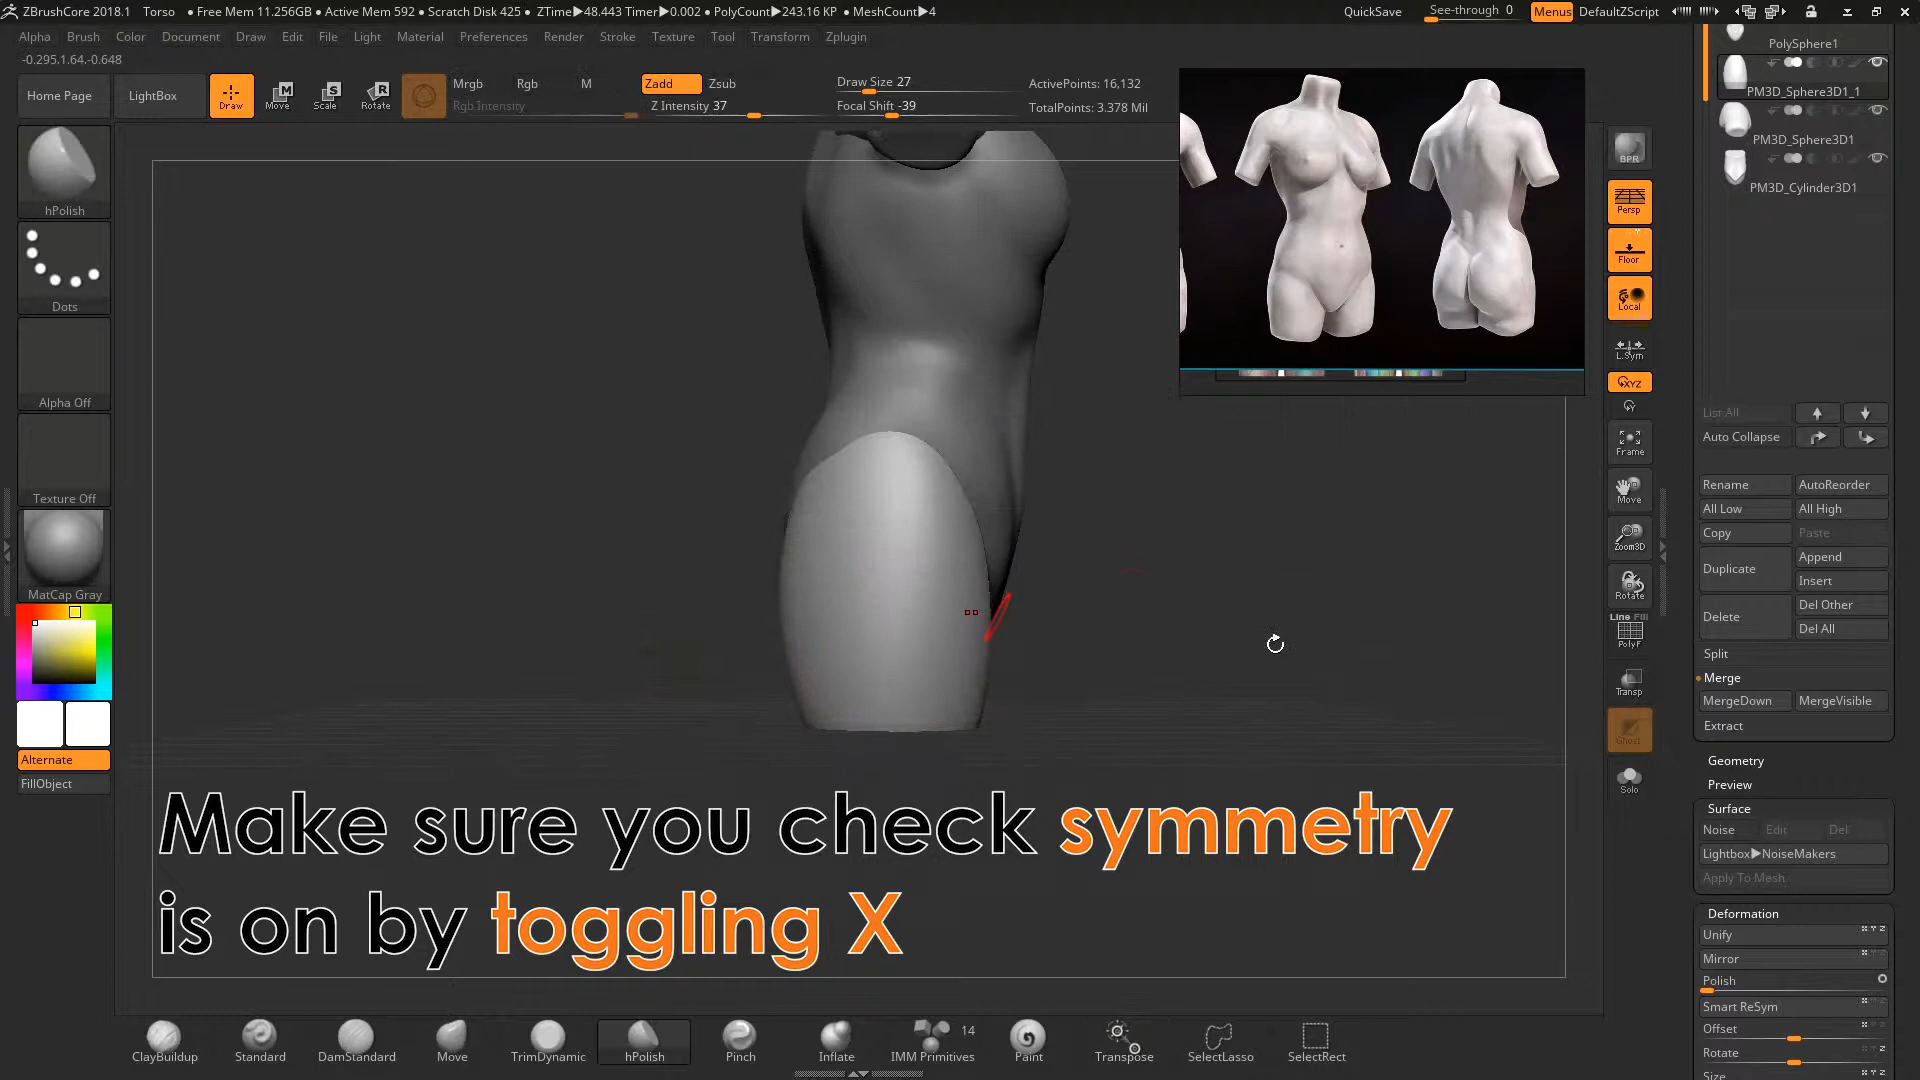 ZBrushCore 2018.1 Torso ● Free Mem 11.256GB ● Active Mem 592 ● Scratch Disk 425 ● ZTime▶48.443 Timer▶0.002 ● PolyCount▶243.16 KP ● MeshCount▶4
QuickSave See-through 0 Menus DefaultZScript
Alpha Brush Color Document Draw Edit File Light Material Preferences Render Stroke Texture Tool Transform Zplugin
-0.295.1.64.-0.648
Home Page LightBox Draw Move Scale Rotate
M S R
Mrgb Rgb M Zadd Zsub
Rgb Intensity Z Intensity 37
Draw Size 27 ActivePoints: 16,132
Focal Shift -39 TotalPoints: 3.378 Mil
hPolish
Dots
Alpha Off
Texture Off
MatCap Gray
Alternate
FillObject
BPR
Persp
Floor
Local
L.Sym
XYZ
Frame
Move
Zoom3D
Rotate
Line Fill
PolyF
Transp
Ghost
Solo
PolySphere1
PM3D_Sphere3D1_1
PM3D_Sphere3D1
PM3D_Cylinder3D1
List All
Auto Collapse
Rename AutoReorder
All Low All High
Copy Paste
Duplicate Append
Insert
Delete Del Other
Del All
Split
Merge
MergeDown MergeVisible
Extract
Geometry
Preview
Surface
Noise Edit Del
Lightbox▶NoiseMakers
Apply To Mesh
Deformation
Unify
Mirror
Polish
Smart ReSym
Offset
Rotate
Size
Make sure you check symmetry
is on by toggling X
ClayBuildup Standard DamStandard Move TrimDynamic hPolish Pinch Inflate IMM Primitives 14 Paint Transpose SelectLasso SelectRect